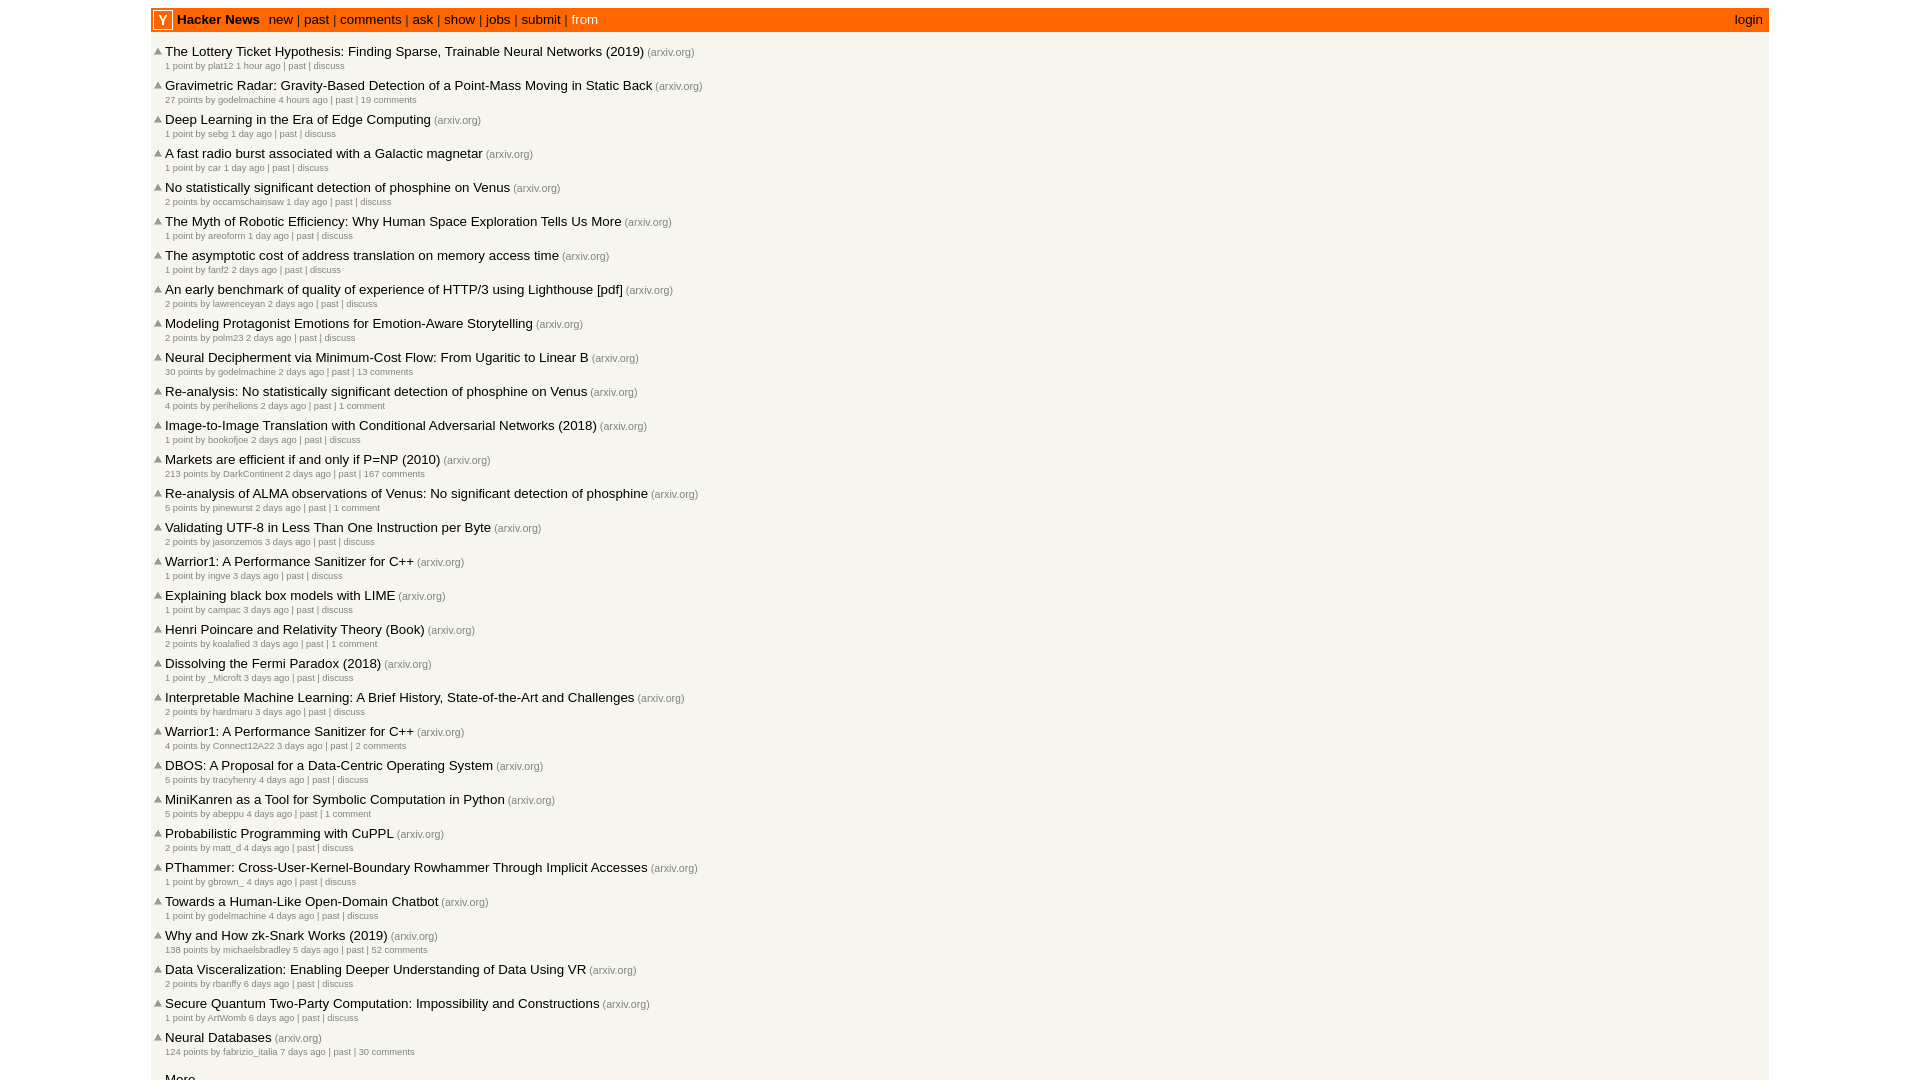 Y Hacker News new | past | comments | ask | show | jobs | submit | from login
The Lottery Ticket Hypothesis: Finding Sparse, Trainable Neural Networks (2019) (arxiv.org)
1 point by plat12 1 hour ago | past | discuss
Gravimetric Radar: Gravity-Based Detection of a Point-Mass Moving in Static Back (arxiv.org)
27 points by godelmachine 4 hours ago | past | 19 comments
Deep Learning in the Era of Edge Computing (arxiv.org)
1 point by sebg 1 day ago | past | discuss
A fast radio burst associated with a Galactic magnetar (arxiv.org)
1 point by car 1 day ago | past | discuss
No statistically significant detection of phosphine on Venus (arxiv.org)
2 points by occamschainsaw 1 day ago | past | discuss
The Myth of Robotic Efficiency: Why Human Space Exploration Tells Us More (arxiv.org)
1 point by areoform 1 day ago | past | discuss
The asymptotic cost of address translation on memory access time (arxiv.org)
1 point by fanf2 2 days ago | past | discuss
An early benchmark of quality of experience of HTTP/3 using Lighthouse [pdf] (arxiv.org)
2 points by lawrenceyan 2 days ago | past | discuss
Modeling Protagonist Emotions for Emotion-Aware Storytelling (arxiv.org)
2 points by polm23 2 days ago | past | discuss
Neural Decipherment via Minimum-Cost Flow: From Ugaritic to Linear B (arxiv.org)
30 points by godelmachine 2 days ago | past | 13 comments
Re-analysis: No statistically significant detection of phosphine on Venus (arxiv.org)
4 points by perihelions 2 days ago | past | 1 comment
Image-to-Image Translation with Conditional Adversarial Networks (2018) (arxiv.org)
1 point by bookofjoe 2 days ago | past | discuss
Markets are efficient if and only if P=NP (2010) (arxiv.org)
213 points by DarkContinent 2 days ago | past | 167 comments
Re-analysis of ALMA observations of Venus: No significant detection of phosphine (arxiv.org)
5 points by pinewurst 2 days ago | past | 1 comment
Validating UTF-8 in Less Than One Instruction per Byte (arxiv.org)
2 points by jasonzemos 3 days ago | past | discuss
Warrior1: A Performance Sanitizer for C++ (arxiv.org)
1 point by ingve 3 days ago | past | discuss
Explaining black box models with LIME (arxiv.org)
1 point by campac 3 days ago | past | discuss
Henri Poincare and Relativity Theory (Book) (arxiv.org)
2 points by koalafied 3 days ago | past | 1 comment
Dissolving the Fermi Paradox (2018) (arxiv.org)
1 point by _Microft 3 days ago | past | discuss
Interpretable Machine Learning: A Brief History, State-of-the-Art and Challenges (arxiv.org)
2 points by hardmaru 3 days ago | past | discuss
Warrior1: A Performance Sanitizer for C++ (arxiv.org)
4 points by Connect12A22 3 days ago | past | 2 comments
DBOS: A Proposal for a Data-Centric Operating System (arxiv.org)
5 points by tracyhenry 4 days ago | past | discuss
MiniKanren as a Tool for Symbolic Computation in Python (arxiv.org)
5 points by abeppu 4 days ago | past | 1 comment
Probabilistic Programming with CuPPL (arxiv.org)
2 points by matt_d 4 days ago | past | discuss
PThammer: Cross-User-Kernel-Boundary Rowhammer Through Implicit Accesses (arxiv.org)
1 point by gbrown_ 4 days ago | past | discuss
Towards a Human-Like Open-Domain Chatbot (arxiv.org)
1 point by godelmachine 4 days ago | past | discuss
Why and How zk-Snark Works (2019) (arxiv.org)
138 points by michaelsbradley 5 days ago | past | 52 comments
Data Visceralization: Enabling Deeper Understanding of Data Using VR (arxiv.org)
2 points by rbanffy 6 days ago | past | discuss
Secure Quantum Two-Party Computation: Impossibility and Constructions (arxiv.org)
1 point by ArtWomb 6 days ago | past | discuss
Neural Databases (arxiv.org)
124 points by fabrizio_italia 7 days ago | past | 30 comments
More